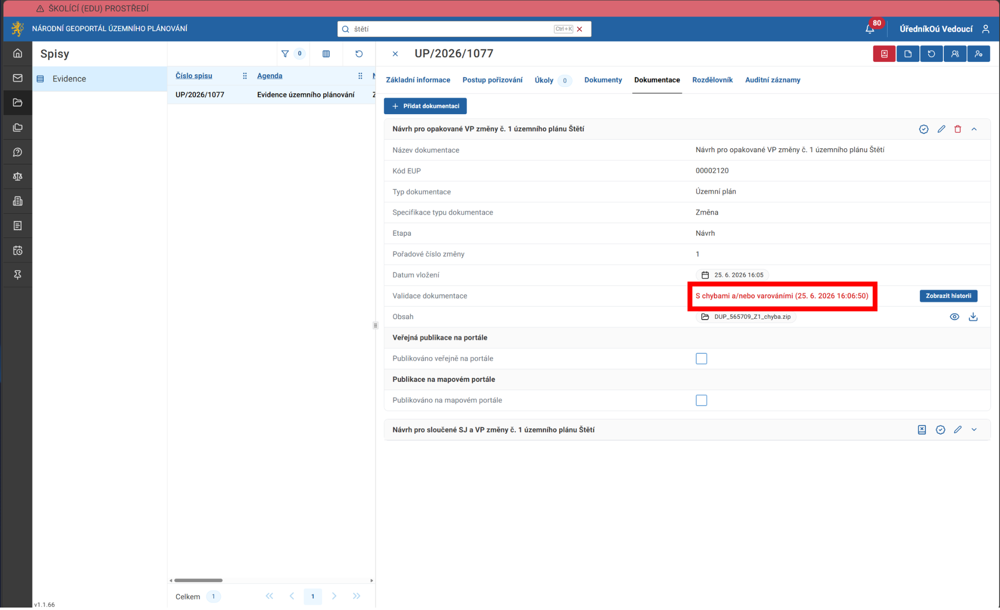 ŠKOLÍCÍ (EDU) PROSTŘEDÍ
NÁRODNÍ GEOPORTÁL ÚZEMNÍHO PLÁNOVÁNÍ
štětí
Ctrl + K
80
ÚředníkOú Vedoucí
Spisy
0
Evidence
Číslo spisu
Agenda
UP/2026/1077
Evidence územního plánování
UP/2026/1077
Základní informace
Postup pořizování
Úkoly 0
Dokumenty
Dokumentace
Rozdělovník
Auditní záznamy
Přidat dokumentaci
Návrh pro opakované VP změny č. 1 územního plánu Štětí
Název dokumentace
Návrh pro opakované VP změny č. 1 územního plánu Štětí
Kód EUP
00002120
Typ dokumentace
Územní plán
Specifikace typu dokumentace
Změna
Etapa
Návrh
Pořadové číslo změny
1
Datum vložení
25. 6. 2026 16:05
Validace dokumentace
S chybami a/nebo varováními (25. 6. 2026 16:06:50)
Zobrazit historii
Obsah
DUP_565709_Z1_chyba.zip
Veřejná publikace na portále
Publikováno veřejně na portále
Publikace na mapovém portále
Publikováno na mapovém portále
Návrh pro sloučené SJ a VP změny č. 1 územního plánu Štětí
Celkem 1
1
v1.1.66